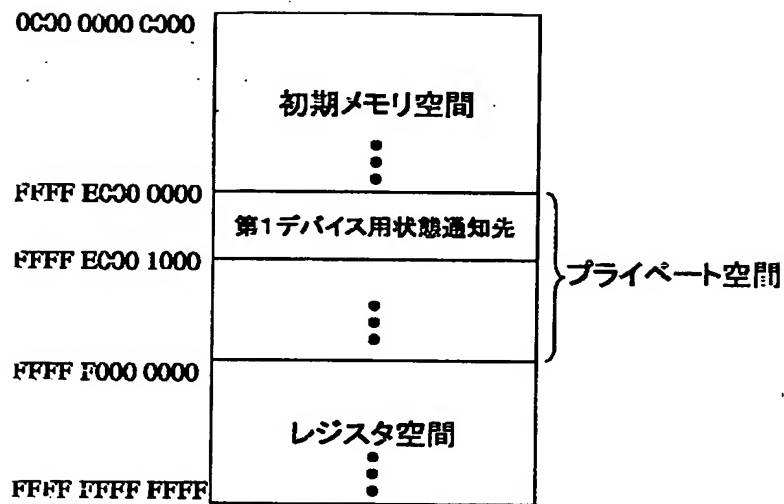 0000 0000 0000
初期メモリ空間
FFFF E000 0000
第1デバイス用状態通知先
FFFF E000 1000
プライベート空間
FFFF F000 0000
レジスタ空間
FFFF FFFF FFFF